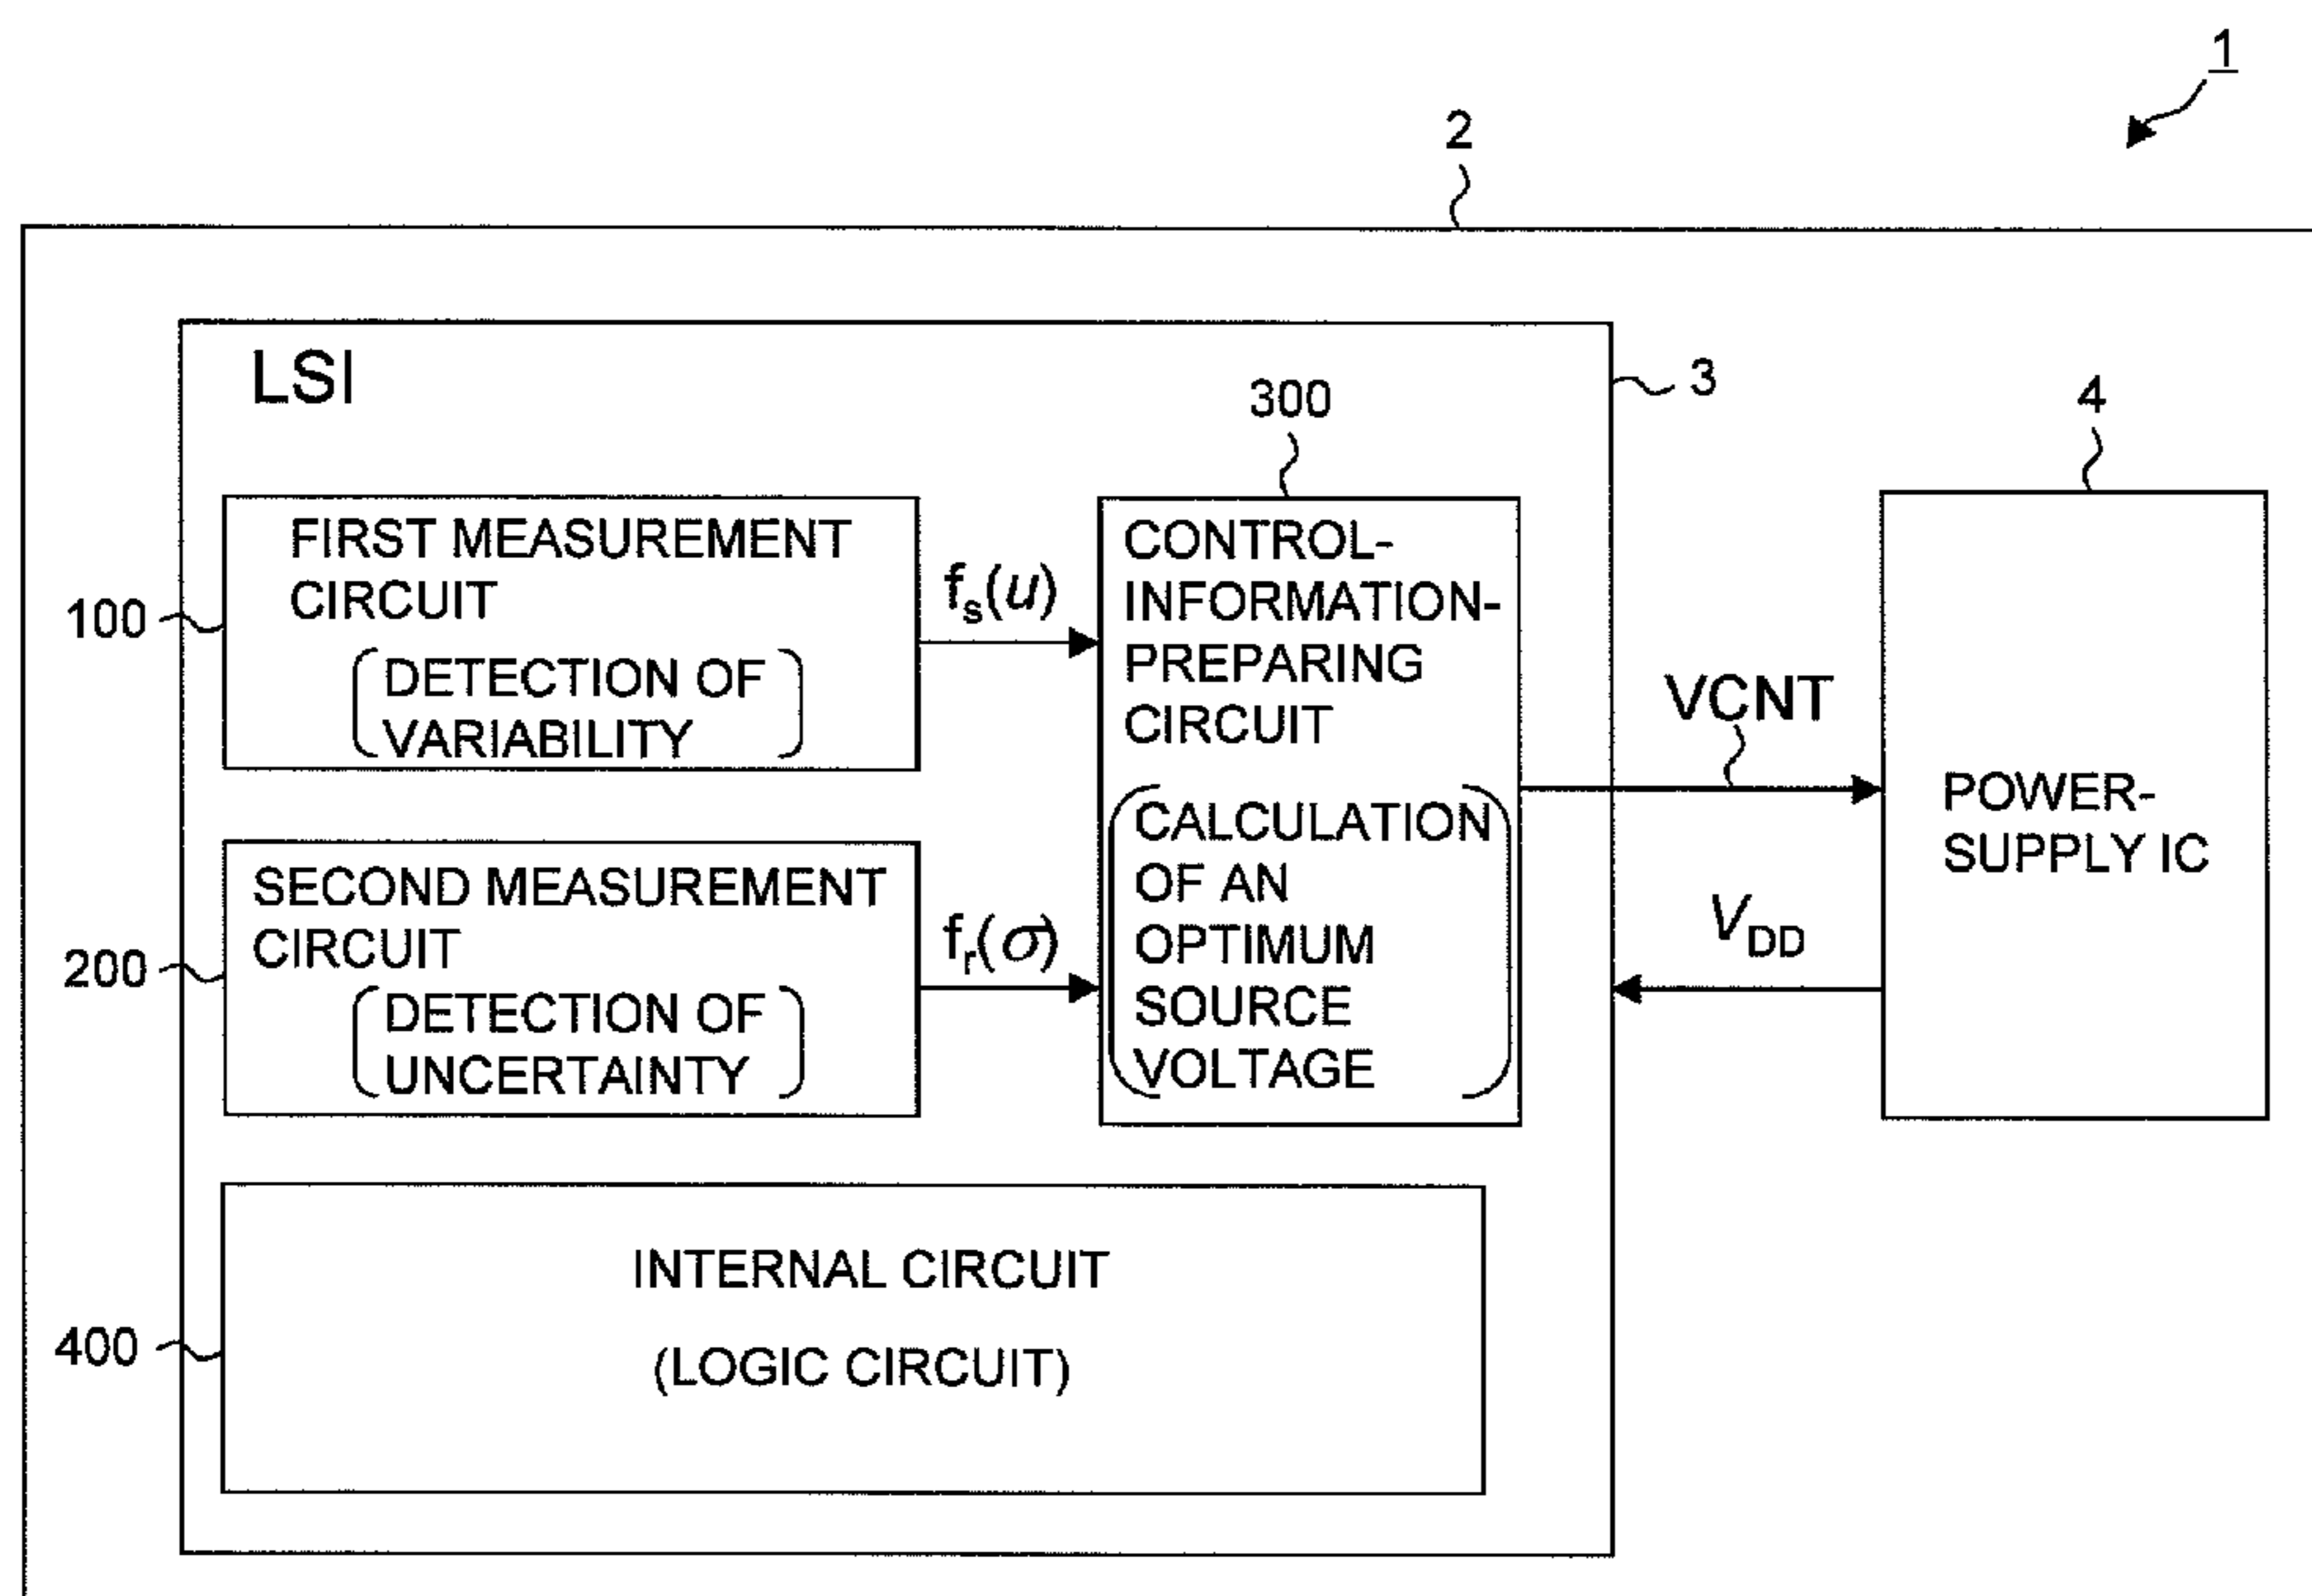 1
2
LSI
3
300
4
FIRST MEASUREMENT
CIRCUIT
(DETECTION OF
VARIABILITY)
100
fs(u)
CONTROL-
INFORMATION-
PREPARING
CIRCUIT
(CALCULATION
OF AN
OPTIMUM
SOURCE
VOLTAGE)
VCNT
POWER-
SUPPLY IC
SECOND MEASUREMENT
CIRCUIT
(DETECTION OF
UNCERTAINTY)
200
fr(σ)
VDD
INTERNAL CIRCUIT
(LOGIC CIRCUIT)
400